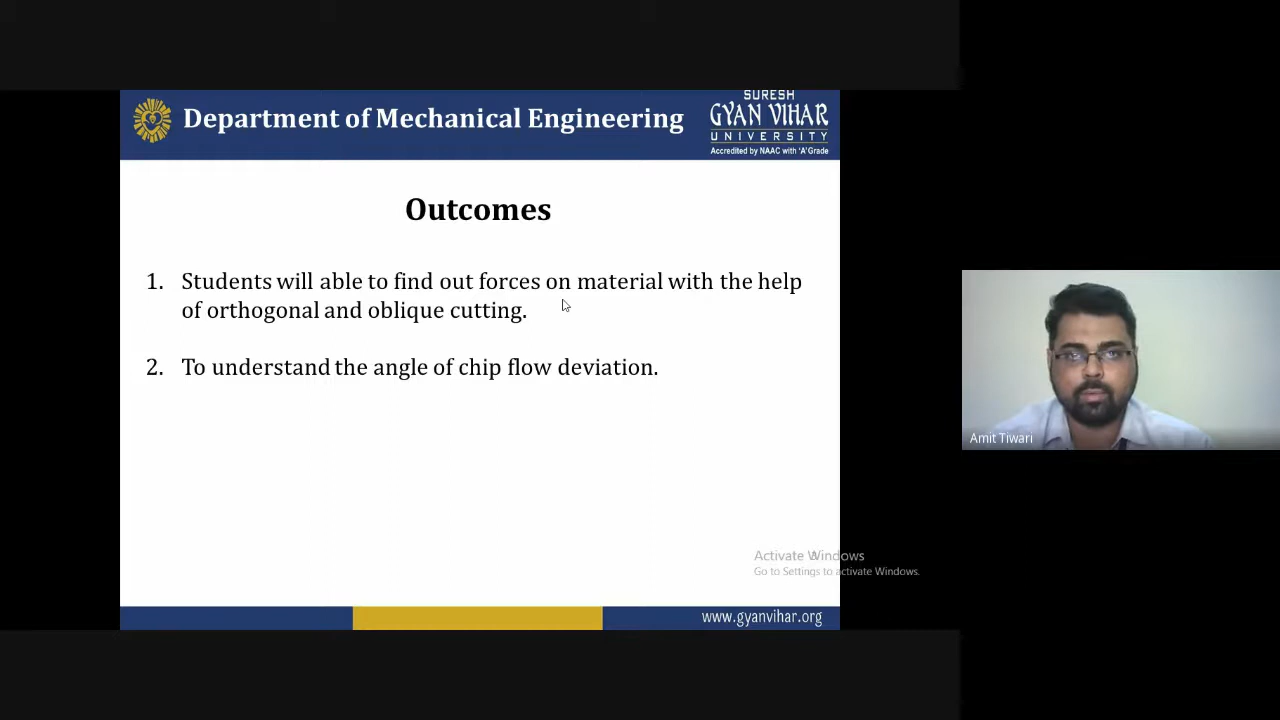 Department of Mechanical Engineering
SURESH
GYAN VIHAR
UNIVERSITY
Accredited by NAAC with 'A' Grade
Outcomes
1. Students will able to find out forces on material with the help
of orthogonal and oblique cutting.
2. To understand the angle of chip flow deviation.
Amit Tiwari
Activate Windows
Go to Settings to activate Windows.
www.gyanvihar.org